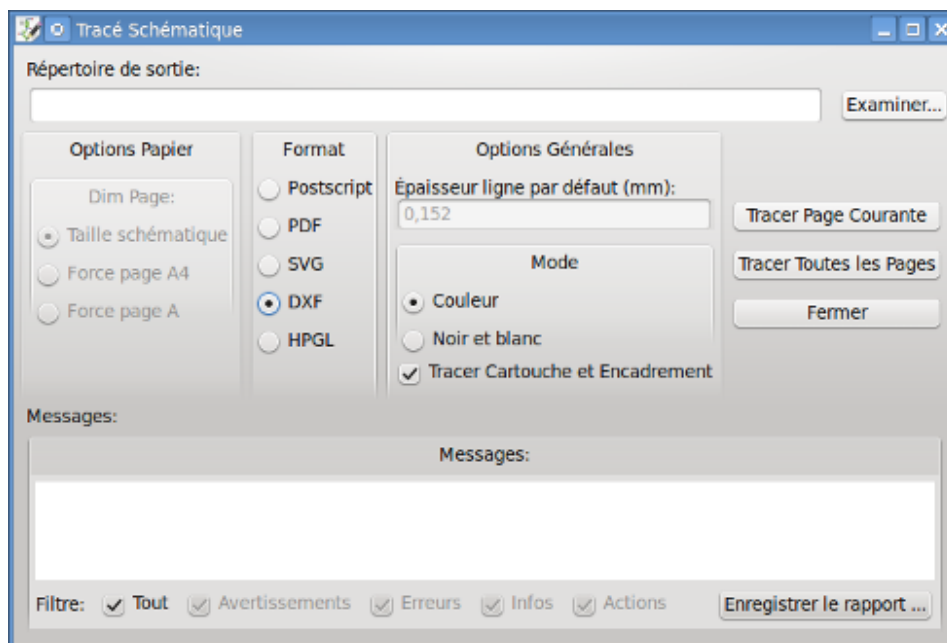 Tracé Schématique
Répertoire de sortie:
Examiner...
Options Papier
Dim Page:
Taille schématique
Force page A4
Force page A
Format
Postscript
PDF
SVG
DXF
HPGL
Options Générales
Épaisseur ligne par défaut (mm):
0,152
Mode
Couleur
Noir et blanc
Tracer Cartouche et Encadrement
Tracer Page Courante
Tracer Toutes les Pages
Fermer
Messages:
Messages:
Filtre: Tout Avertissements Erreurs Infos Actions Enregistrer le rapport ...